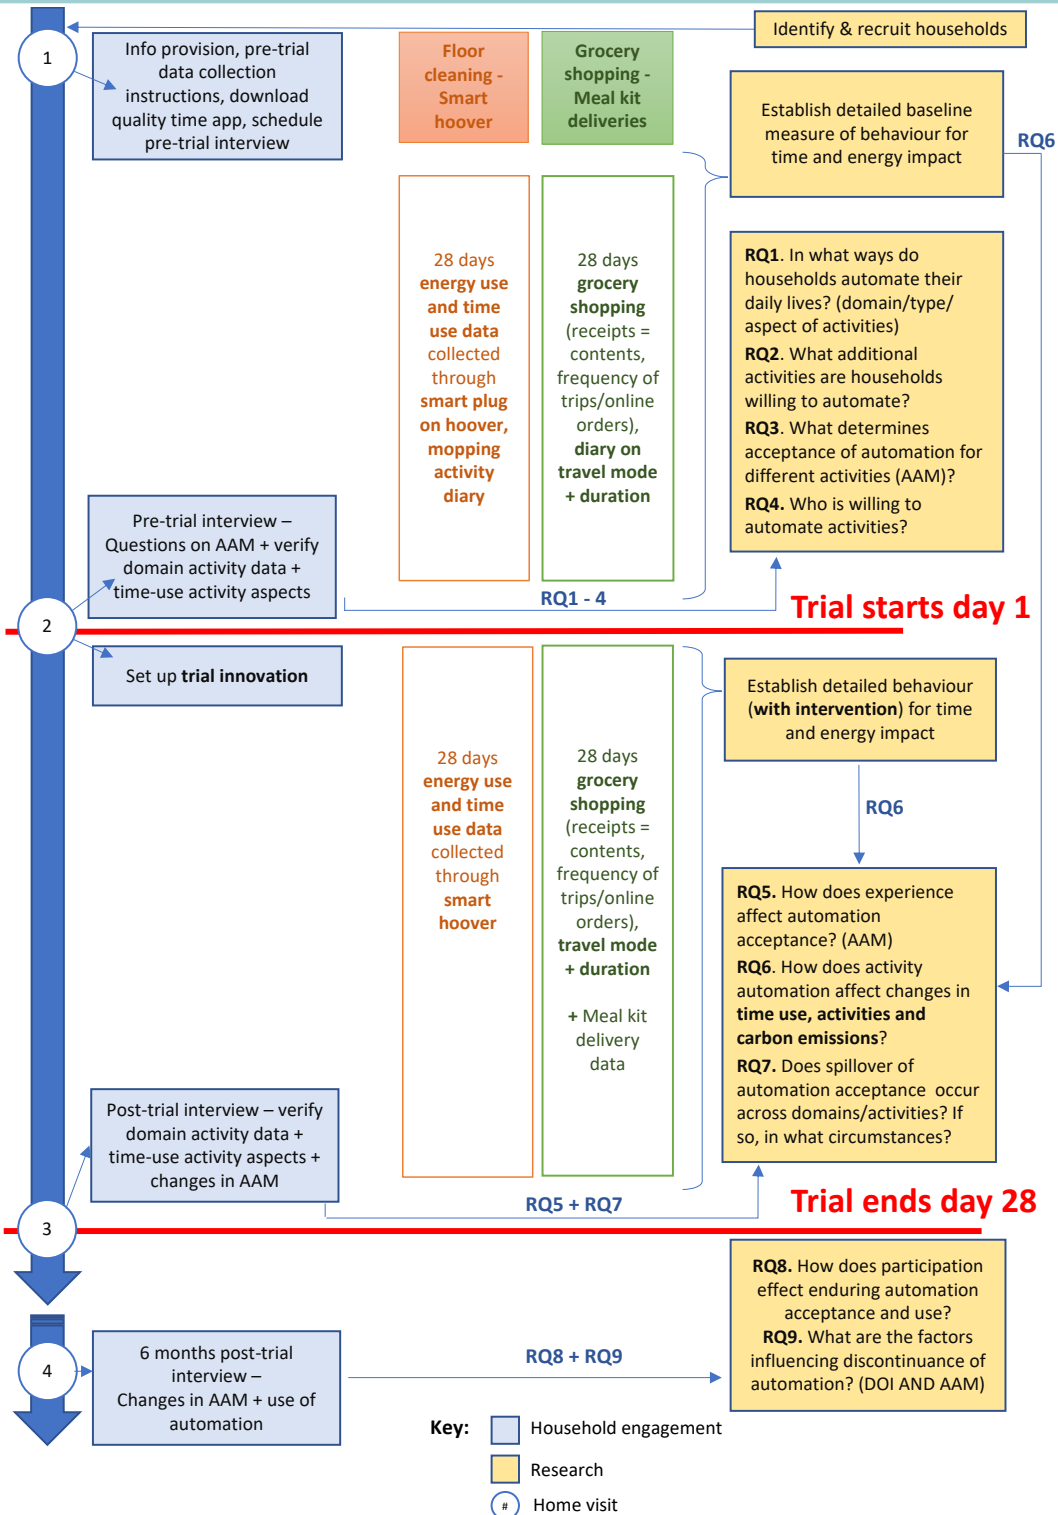 Identify & recruit households
1
Info provision, pre-trial
data collection
instructions, download
quality time app, schedule
pre-trial interview
Floor
cleaning -
Smart
hoover
Grocery
shopping -
Meal kit
deliveries
Establish detailed baseline
measure of behaviour for
time and energy impact
RQ6
28 days
energy use
and time
use data
collected
through
smart plug
on hoover,
mopping
activity
diary
28 days
grocery
shopping
(receipts =
contents,
frequency of
trips/online
orders),
diary on
travel mode
+ duration
RQ1. In what ways do
households automate their
daily lives? (domain/type/
aspect of activities)
RQ2. What additional
activities are households
willing to automate?
RQ3. What determines
acceptance of automation for
different activities (AAM)?
RQ4. Who is willing to
automate activities?
Pre-trial interview –
Questions on AAM + verify
domain activity data +
time-use activity aspects
RQ1 - 4
Trial starts day 1
2
Set up trial innovation
28 days
energy use
and time
use data
collected
through
smart
hoover
28 days
grocery
shopping
(receipts =
contents,
frequency of
trips/online
orders),
travel mode
+ duration
+ Meal kit
delivery
data
Establish detailed behaviour
(with intervention) for time
and energy impact
RQ6
RQ5. How does experience
affect automation
acceptance? (AAM)
RQ6. How does activity
automation affect changes in
time use, activities and
carbon emissions?
RQ7. Does spillover of
automation acceptance occur
across domains/activities? If
so, in what circumstances?
Post-trial interview – verify
domain activity data +
time-use activity aspects +
changes in AAM
RQ5 + RQ7
Trial ends day 28
3
RQ8. How does participation
effect enduring automation
acceptance and use?
RQ9. What are the factors
influencing discontinuance of
automation? (DOI AND AAM)
4
6 months post-trial
interview –
Changes in AAM + use of
automation
RQ8 + RQ9
Key:
Household engagement
Research
# Home visit